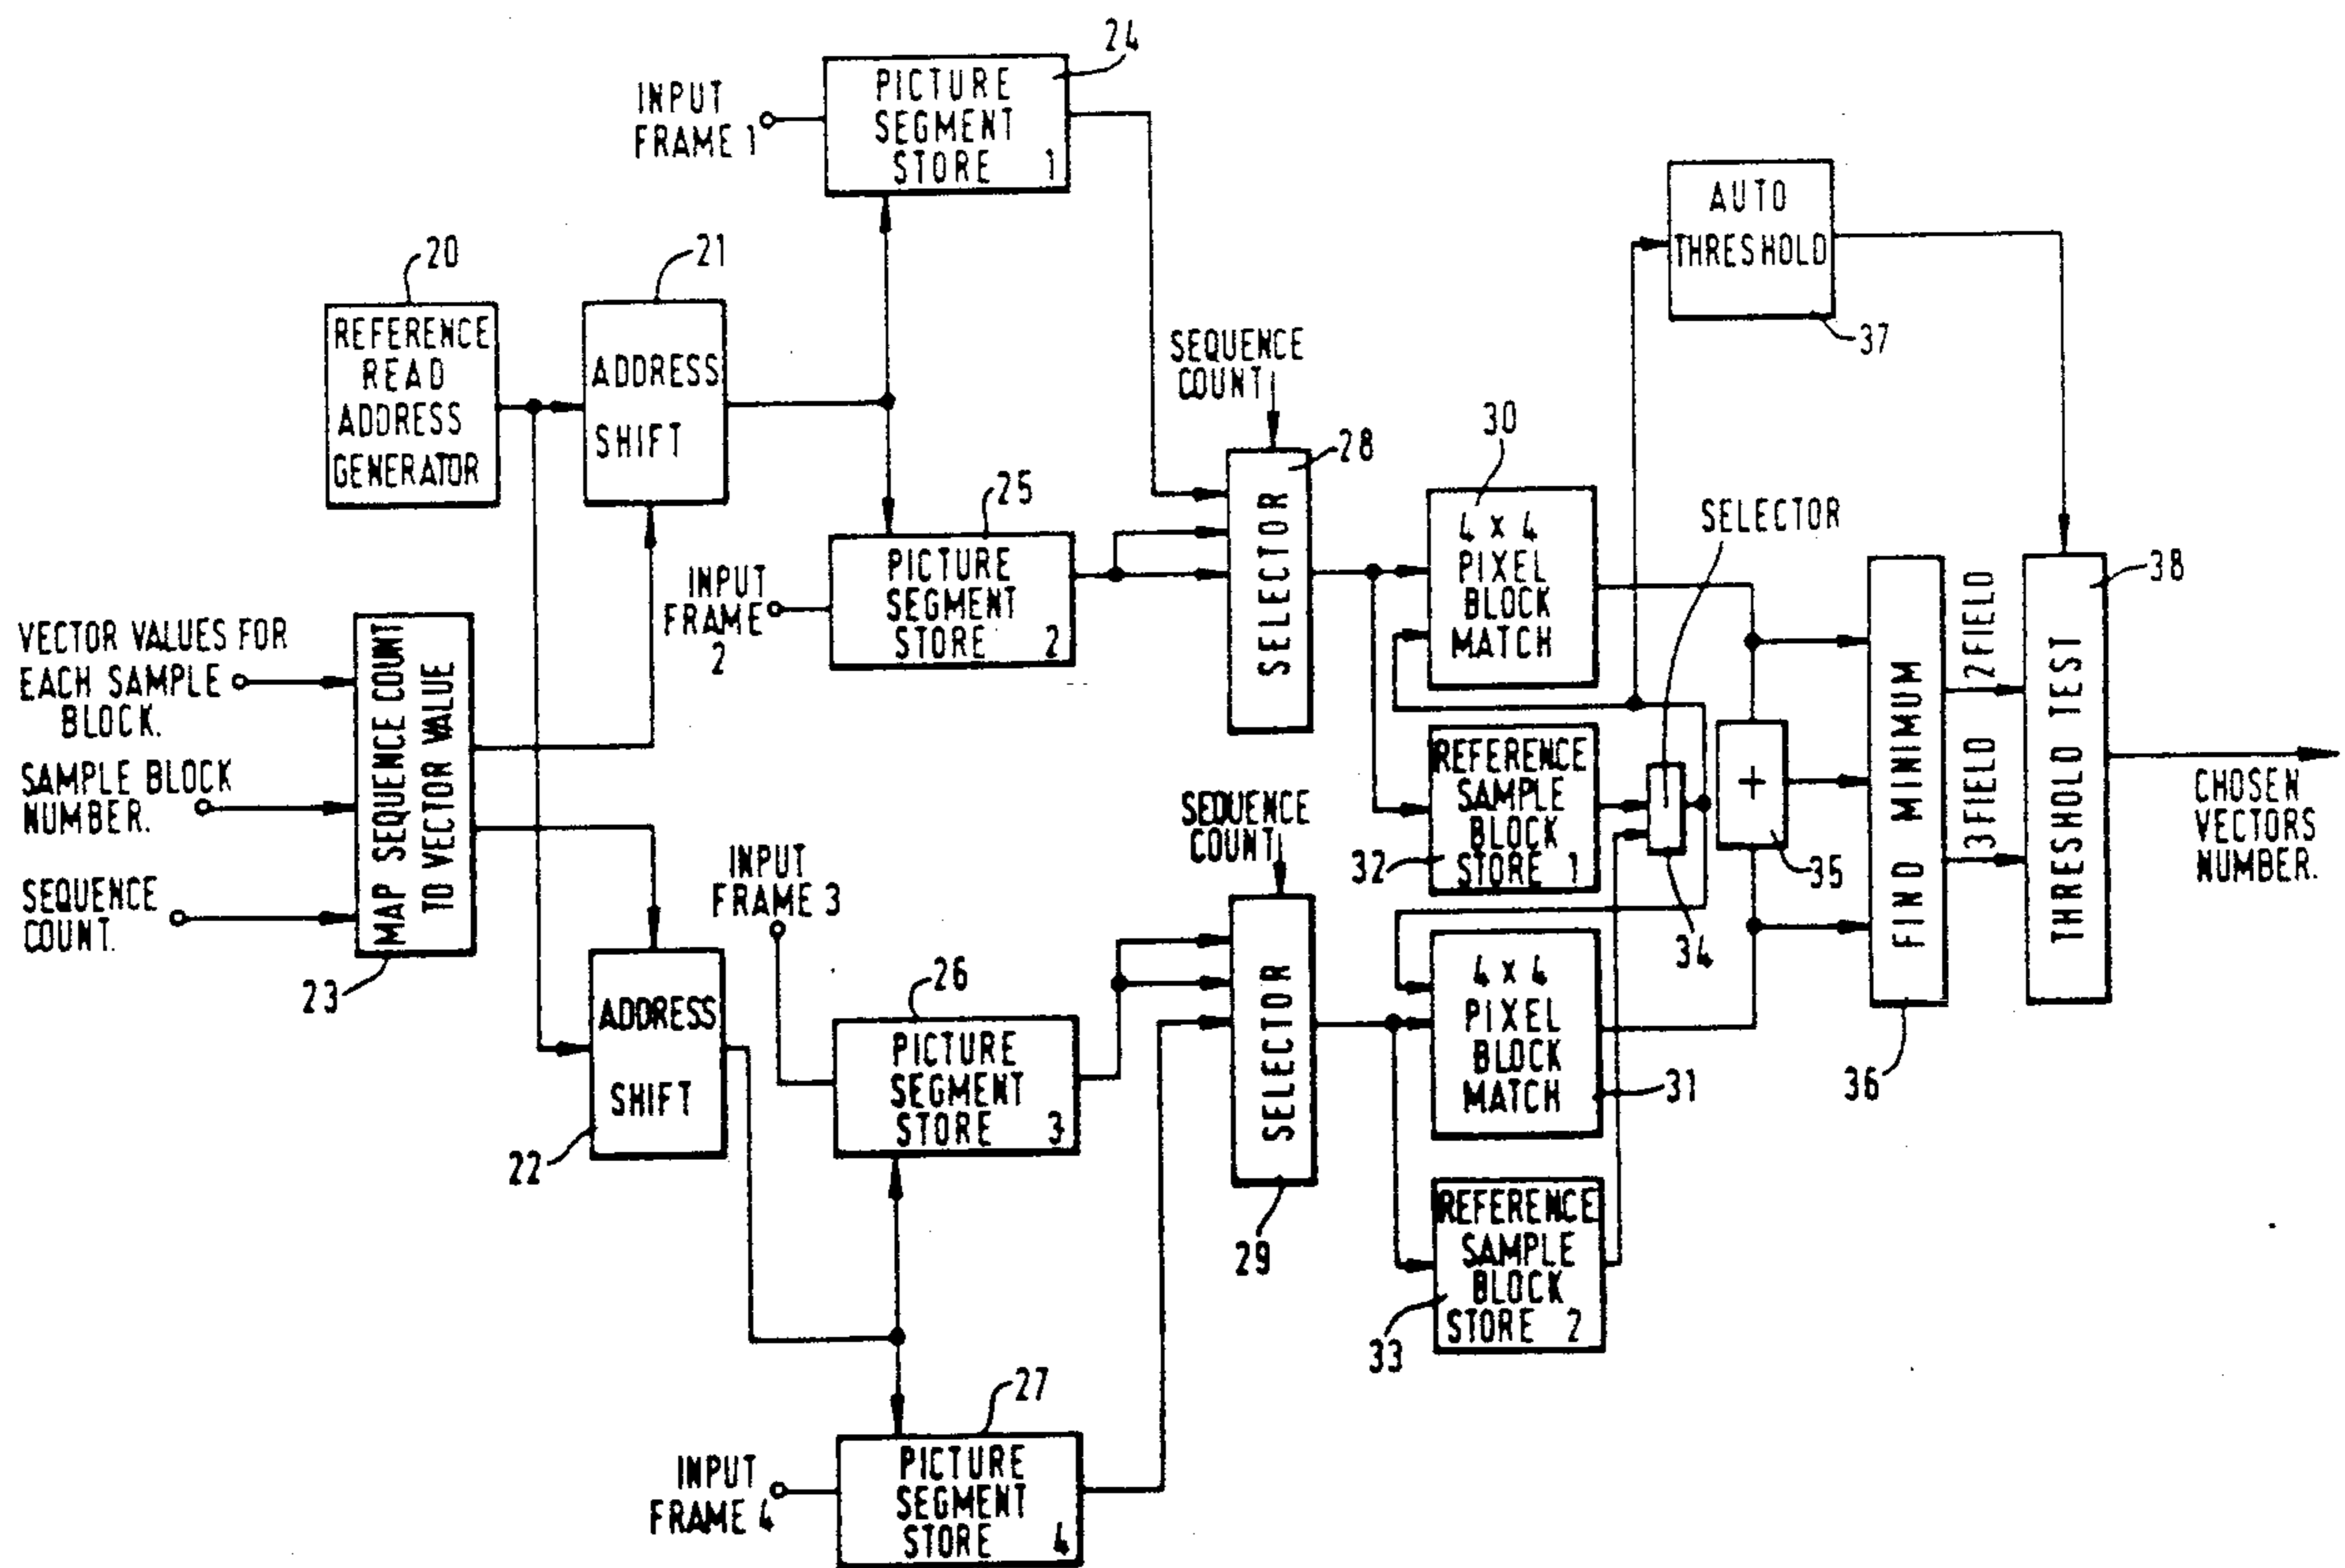 24
INPUT
FRAME 1
PICTURE
SEGMENT
STORE 1
AUTO
THRESHOLD
37
20
REFERENCE
READ
ADDRESS
GENERATOR
21
ADDRESS
SHIFT
SEQUENCE
COUNT
28
SELECTOR
30
4 x 4
PIXEL
BLOCK
MATCH
SELECTOR
25
INPUT
FRAME
2
PICTURE
SEGMENT
STORE 2
VECTOR VALUES FOR
EACH SAMPLE
BLOCK.
SAMPLE BLOCK
NUMBER.
SEQUENCE
COUNT.
MAP SEQUENCE COUNT
TO VECTOR VALUE
23
REFERENCE
SAMPLE
BLOCK
STORE 1
32
34
+
35
FIND MINIMUM
36
2 FIELD
3 FIELD
THRESHOLD TEST
38
CHOSEN
VECTORS
NUMBER.
ADDRESS
SHIFT
22
INPUT
FRAME 3
26
PICTURE
SEGMENT
STORE 3
SEQUENCE
COUNT
SELECTOR
29
4 x 4
PIXEL
BLOCK
MATCH
31
REFERENCE
SAMPLE
BLOCK
STORE 2
33
27
INPUT
FRAME 4
PICTURE
SEGMENT
STORE 4